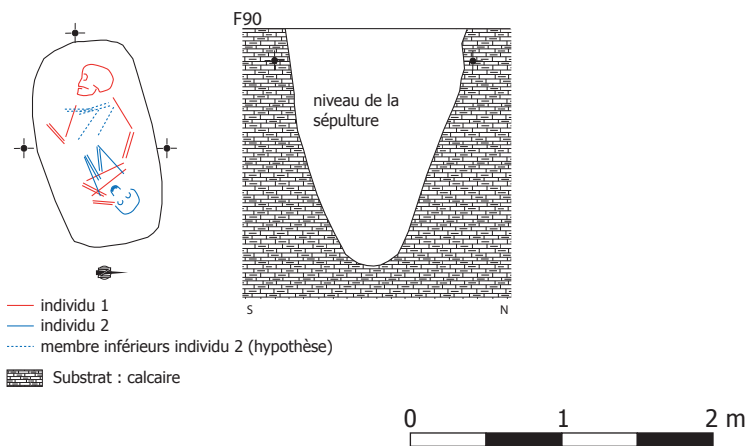 F90
niveau de la
sépulture
S
N
individu 1
individu 2
membre inférieurs individu 2 (hypothèse)
Substrat : calcaire
0
1
2 m